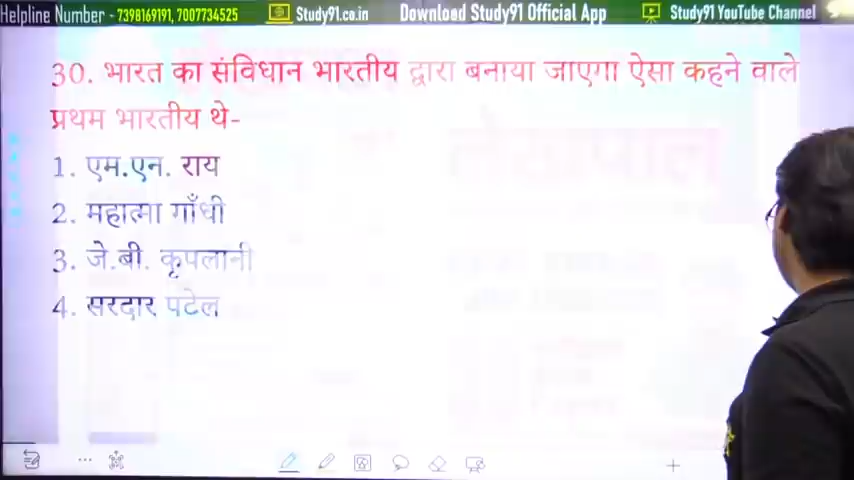 Helpline Number - 7398169191, 7007734525 Study91.co.in Download Study91 Official App Study91 YouTube Channel
30. भारत का संविधान भारतीय द्वारा बनाया जाएगा ऐसा कहने वाले
प्रथम भारतीय थे-
1. एम.एन. राय
2. महात्मा गाँधी
3. जे.बी. कृपलानी
4. सरदार पटेल
लेखपाल